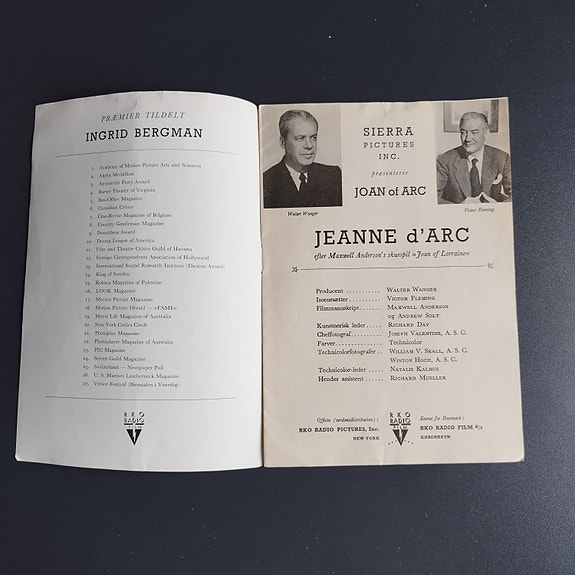 PRÆMIER TILDELT
INGRID BERGMAN
1. Academy of Motion Picture Arts and Sciences
2. Alpha Medallion
3. Antoinette Perry Award
4. Barter Theatre of Virginia
5. Box-Office Magazine
6. Canadian Critics
7. Cine-Revue Magazine of Belgium
8. Country Gentleman Magazine
9. Donaldson Award
10. Drama League of America
11. Film and Theatre Critics Guild of Havana
12. Foreign Correspondents Association of Hollywood
13. International Sound Research Institute (Diction Award)
14. King of Sweden
15. Kolnoa Magazine of Palestine
16. LOOK Magazine
17. Motion Picture Magazine
18. Motion Picture Herald — »FAME«
19. Movie Life Magazine of Australia
20. New York Critics Circle
21. Photoplay Magazine
22. Photoplayer Magazine of Australia
23. PIC Magazine
24. Screen Guild Magazine
25. Switzerland — Newspaper Poll
26. U. S. Marines Leatherneck Magazine
27. Venice Festival (Biennalen i Venedig)
RKO
RADIO
FILM
SIERRA
PICTURES
INC.
præsenterer
JOAN of ARC
Walter Wanger
Victor Fleming
JEANNE d'ARC
efter Maxwell Anderson's skuespil »Joan of Lorraine«
Producent .......... WALTER WANGER
Iscenesætter ........ VICTOR FLEMING
Filmmanuskript ...... MAXWELL ANDERSON
og ANDREW SOLT
Kunstnerisk leder ..... RICHARD DAY
Cheffotograf ......... JOSEPH VALENTINE, A. S. C.
Farver .............. Technicolor
Technicolorfotografer .. WILLIAM V. SKALL, A. S. C.
WINTON HOCH, A. S. C.
Technicolor-leder ..... NATALIE KALMUS
Hendes assistent ...... RICHARD MUELLER
RKO RADIO PICTURES, Inc.
NEW YORK
RKO
RADIO
FILM
Eneret for Danmark:
RKO RADIO FILM A/S
KØBENHAVN